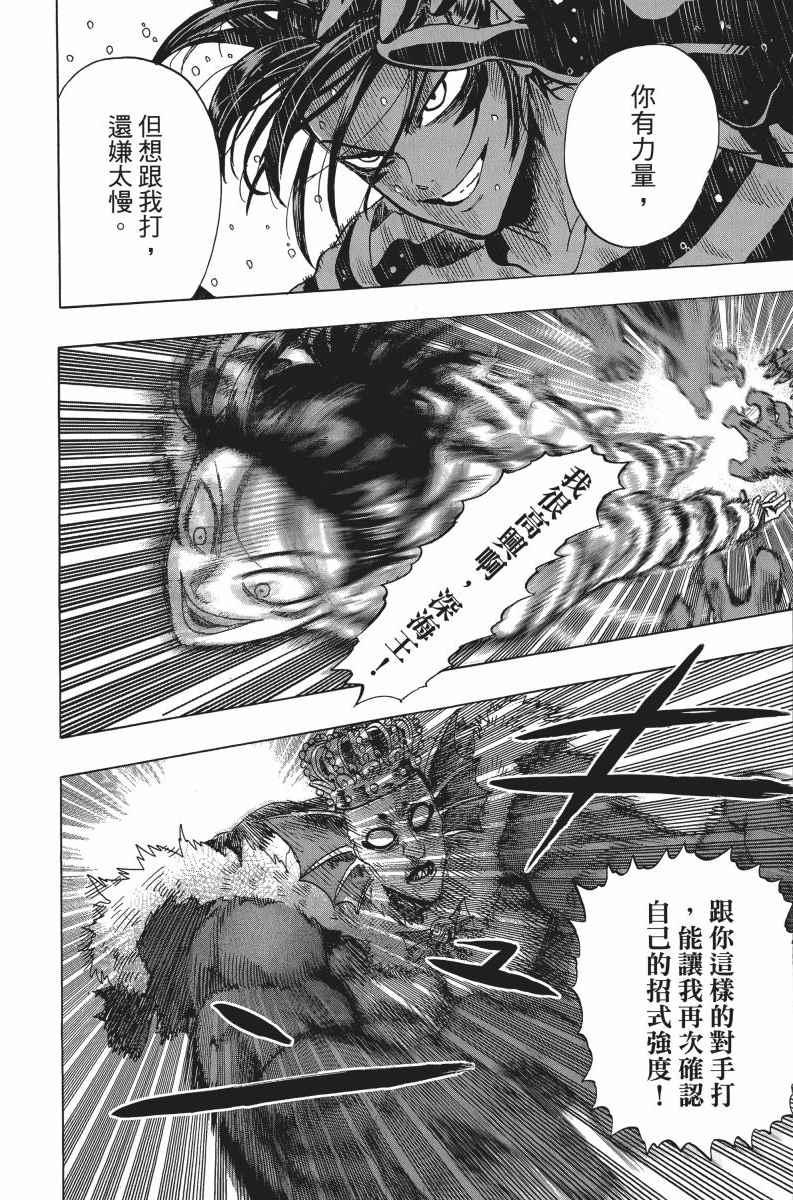 你有力量，
但想跟我打，
還嫌太慢。
我很高興啊
，深海王！
跟你這樣的對手打
，能讓我再次確認
自己的招式強度！